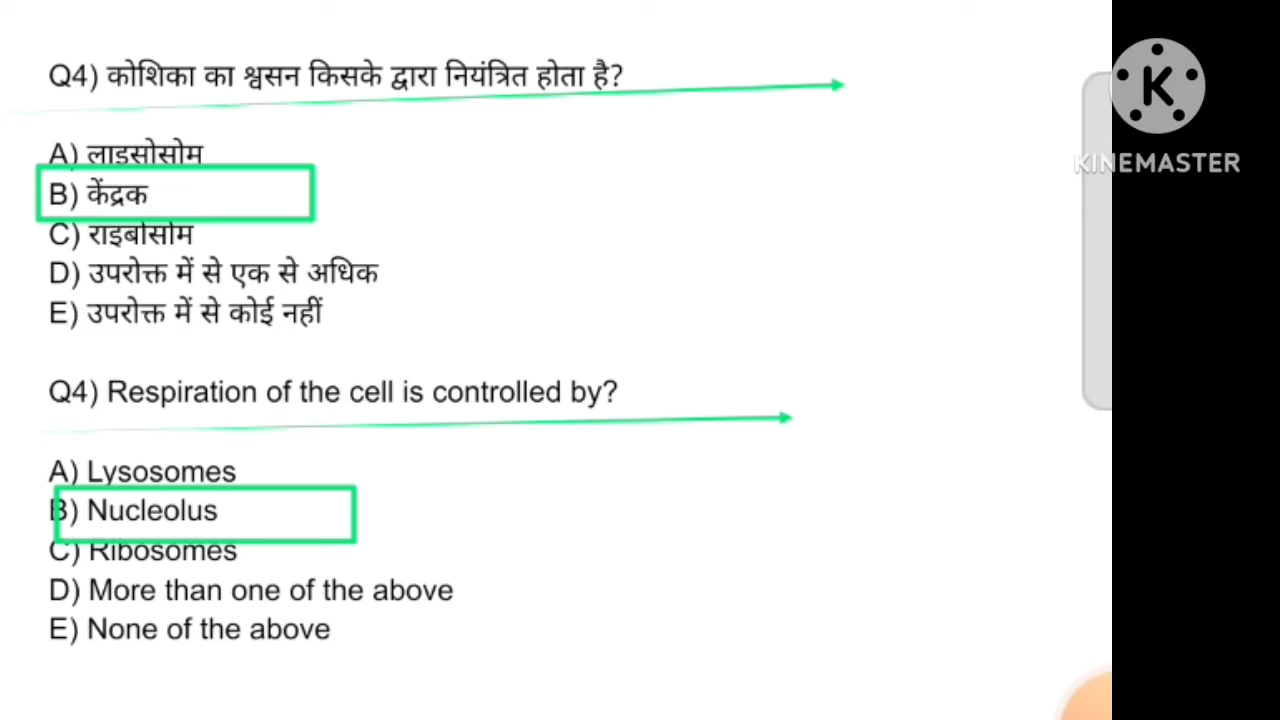 Q4) कोशिका का श्वसन किसके द्वारा नियंत्रित होता है?
A) लाइसोसोम
B) केंद्रक
C) राइबोसोम
D) उपरोक्त में से एक से अधिक
E) उपरोक्त में से कोई नहीं
Q4) Respiration of the cell is controlled by?
A) Lysosomes
B) Nucleolus
C) Ribosomes
D) More than one of the above
E) None of the above
K
KINEMASTER